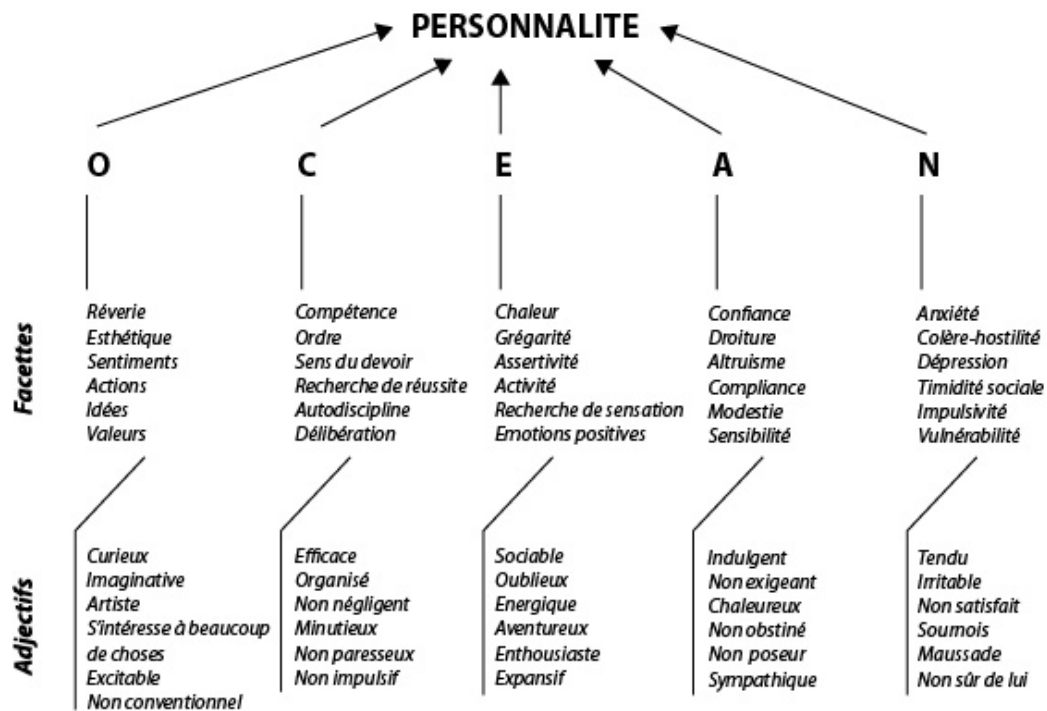 PERSONNALITE
O
C
E
A
N
Facettes
Rêverie
Esthétique
Sentiments
Actions
Idées
Valeurs
Compétence
Ordre
Sens du devoir
Recherche de réussite
Autodiscipline
Délibération
Chaleur
Grégarité
Assertivité
Activité
Recherche de sensation
Emotions positives
Confiance
Droiture
Altruisme
Compliance
Modestie
Sensibilité
Anxiété
Colère-hostilité
Dépression
Timidité sociale
Impulsivité
Vulnérabilité
Adjectifs
Curieux
Imaginative
Artiste
S'intéresse à beaucoup
de choses
Excitable
Non conventionnel
Efficace
Organisé
Non négligent
Minutieux
Non paresseux
Non impulsif
Sociable
Oublieux
Energique
Aventureux
Enthousiaste
Expansif
Indulgent
Non exigeant
Chaleureux
Non obstiné
Non poseur
Sympathique
Tendu
Irritable
Non satisfait
Sournois
Maussade
Non sûr de lui